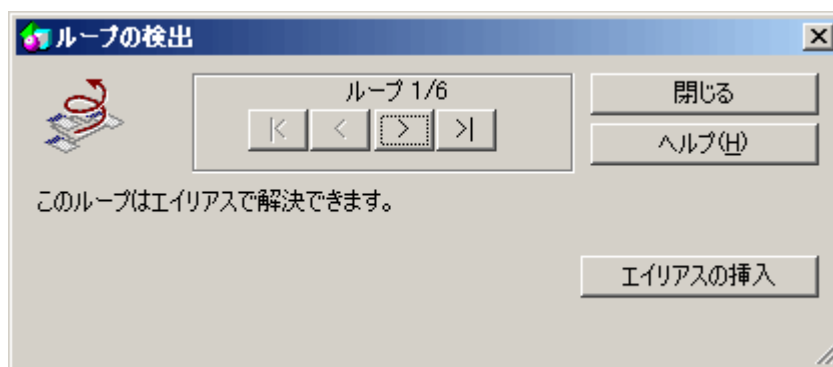 ループの検出
ループ 1/6
|< < > >|
閉じる
ヘルプ(H)
このループはエイリアスで解決できます。
エイリアスの挿入